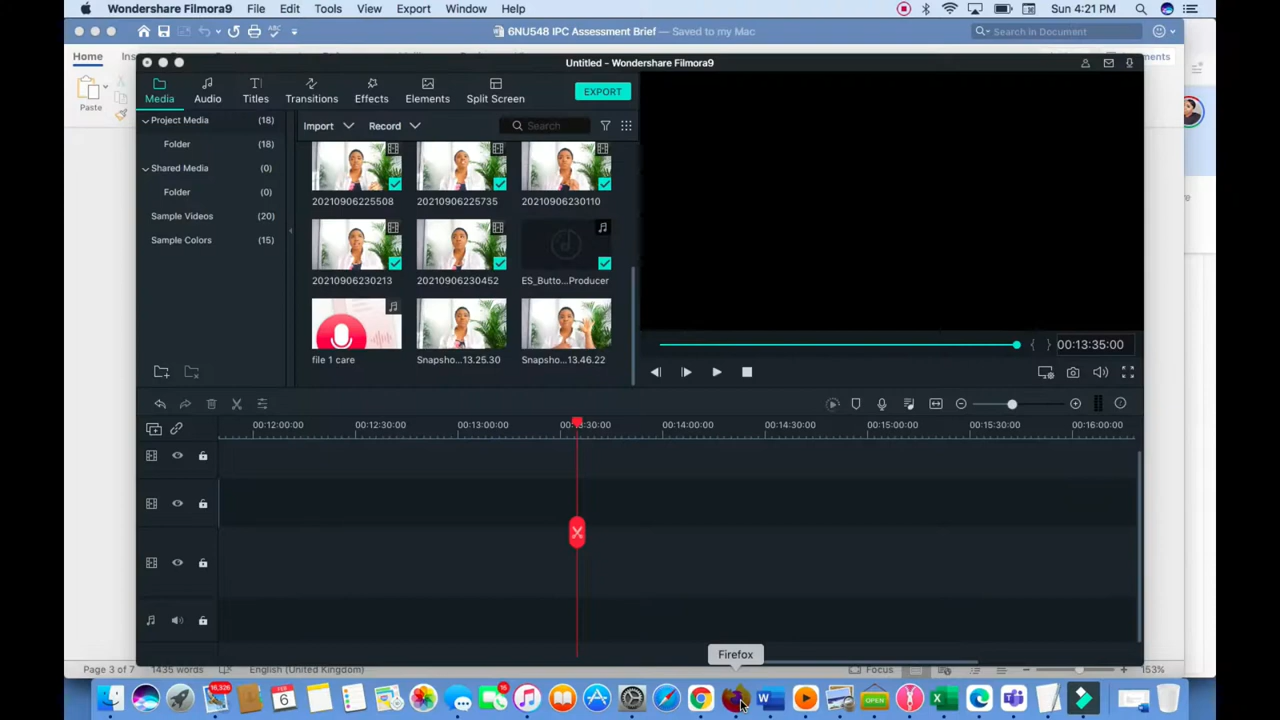 Wondershare Filmora9 File Edit Tools View Export Window Help Sun 4:21 PM
6NU548 IPC Assessment Brief — Saved to my Mac
Search in Document
Home
Paste
Untitled – Wondershare Filmora9
Media Audio Titles Transitions Effects Elements Split Screen EXPORT
Project Media (18)
Folder (18)
Shared Media (0)
Folder (0)
Sample Videos (20)
Sample Colors (15)
Import Record Search
20210906225508 20210906225735 20210906230110
20210906230213 20210906230452 ES_Butto...Producer
file 1 care Snapsho...13.25.30 Snapsho...13.46.22
00:13:35:00
00:12:00:00 00:12:30:00 00:13:00:00 00:13:30:00 00:14:00:00 00:14:30:00 00:15:00:00 00:15:30:00 00:16:00:00
Firefox
Page 3 of 7 1435 words English (United Kingdom) Focus 153%
OPEN